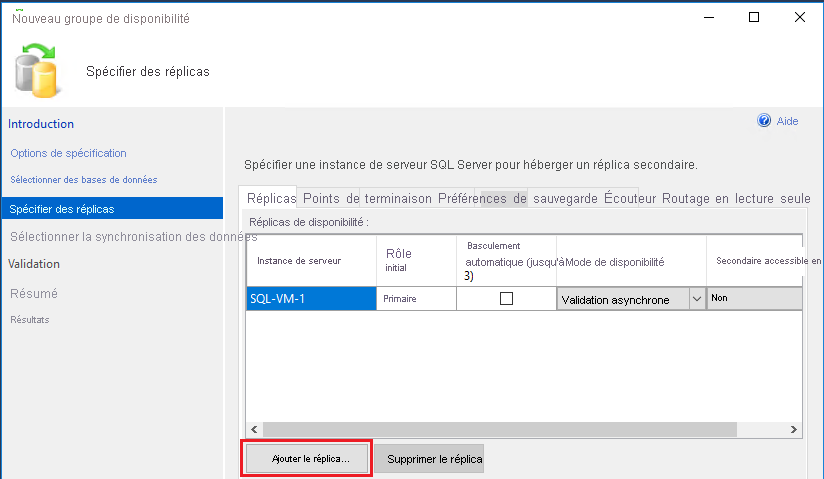 Nouveau groupe de disponibilité
Spécifier des réplicas
Introduction
Aide
Options de spécification
Sélectionner des bases de données
Spécifier des réplicas
Sélectionner la synchronisation des données
Validation
Résumé
Résultats
Spécifier une instance de serveur SQL Server pour héberger un réplica secondaire.
Réplicas Points de terminaison Préférences de sauvegarde Écouteur Routage en lecture seule
Réplicas de disponibilité :
Instance de serveur
Rôle
initial
Basculement
automatique (jusqu'à
3)
Mode de disponibilité
Secondaire accessible en
SQL-VM-1 Primaire Validation asynchrone Non
Ajouter le réplica... Supprimer le réplica